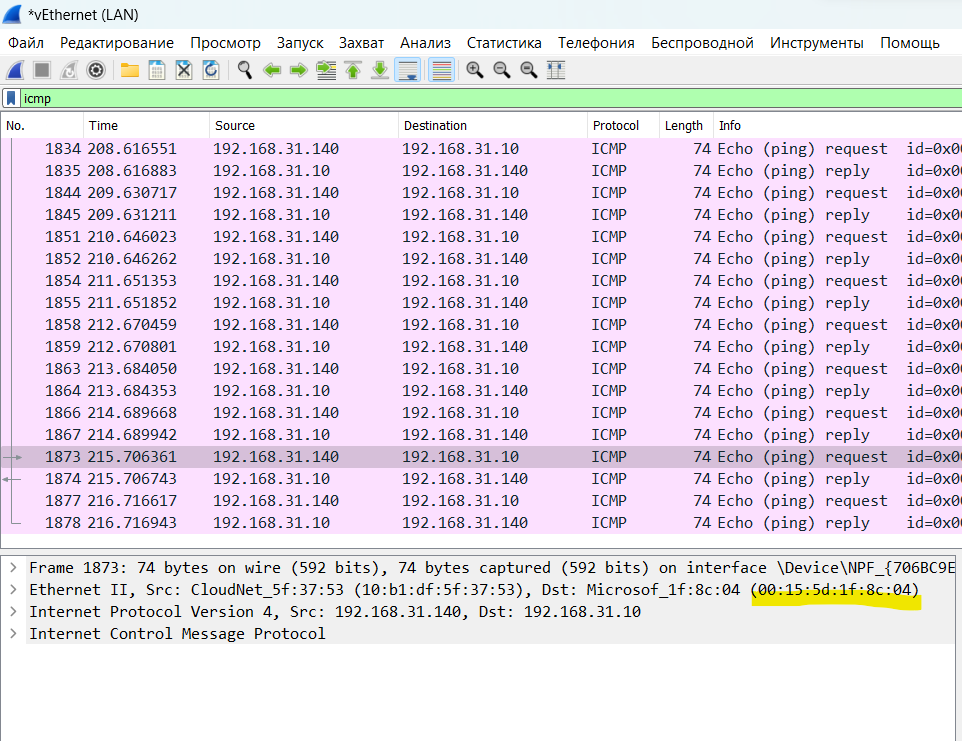 *vEthernet (LAN)
Файл Редактирование Просмотр Запуск Захват Анализ Статистика Телефония Беспроводной Инструменты Помощь
icmp
No. Time Source Destination Protocol Length Info
1834 208.616551 192.168.31.140 192.168.31.10 ICMP 74 Echo (ping) request id=0x0
1835 208.616883 192.168.31.10 192.168.31.140 ICMP 74 Echo (ping) reply id=0x0
1844 209.630717 192.168.31.140 192.168.31.10 ICMP 74 Echo (ping) request id=0x0
1845 209.631211 192.168.31.10 192.168.31.140 ICMP 74 Echo (ping) reply id=0x0
1851 210.646023 192.168.31.140 192.168.31.10 ICMP 74 Echo (ping) request id=0x0
1852 210.646262 192.168.31.10 192.168.31.140 ICMP 74 Echo (ping) reply id=0x0
1854 211.651353 192.168.31.140 192.168.31.10 ICMP 74 Echo (ping) request id=0x0
1855 211.651852 192.168.31.10 192.168.31.140 ICMP 74 Echo (ping) reply id=0x0
1858 212.670459 192.168.31.140 192.168.31.10 ICMP 74 Echo (ping) request id=0x0
1859 212.670801 192.168.31.10 192.168.31.140 ICMP 74 Echo (ping) reply id=0x0
1863 213.684050 192.168.31.140 192.168.31.10 ICMP 74 Echo (ping) request id=0x0
1864 213.684353 192.168.31.10 192.168.31.140 ICMP 74 Echo (ping) reply id=0x0
1866 214.689668 192.168.31.140 192.168.31.10 ICMP 74 Echo (ping) request id=0x0
1867 214.689942 192.168.31.10 192.168.31.140 ICMP 74 Echo (ping) reply id=0x0
1873 215.706361 192.168.31.140 192.168.31.10 ICMP 74 Echo (ping) request id=0x0
1874 215.706743 192.168.31.10 192.168.31.140 ICMP 74 Echo (ping) reply id=0x0
1877 216.716617 192.168.31.140 192.168.31.10 ICMP 74 Echo (ping) request id=0x0
1878 216.716943 192.168.31.10 192.168.31.140 ICMP 74 Echo (ping) reply id=0x0
Frame 1873: 74 bytes on wire (592 bits), 74 bytes captured (592 bits) on interface \Device\NPF_{706BC9E
Ethernet II, Src: CloudNet_5f:37:53 (10:b1:df:5f:37:53), Dst: Microsof_1f:8c:04 (00:15:5d:1f:8c:04)
Internet Protocol Version 4, Src: 192.168.31.140, Dst: 192.168.31.10
Internet Control Message Protocol